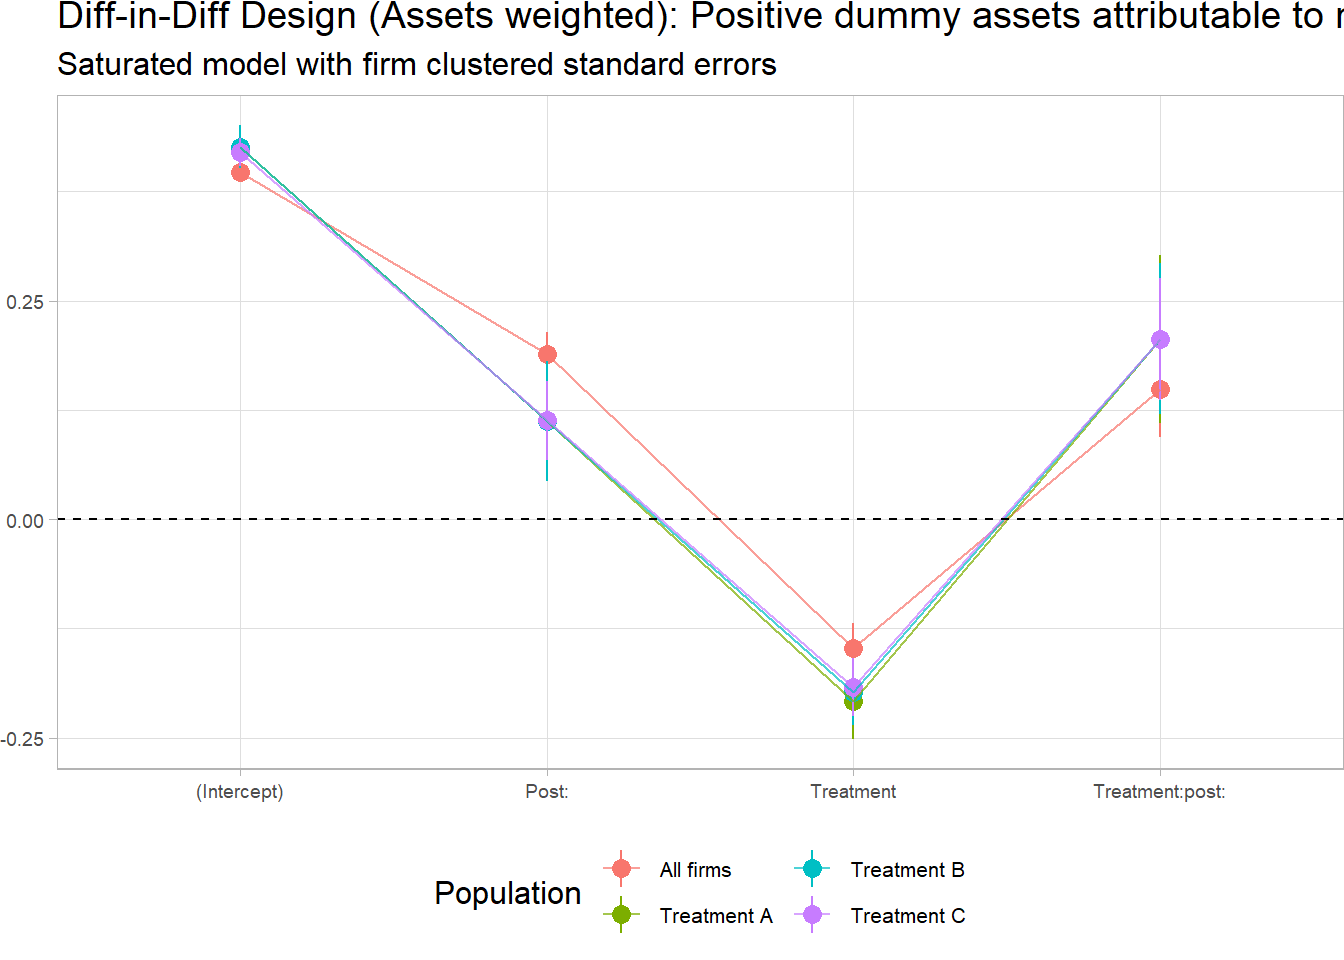 Diff-in-Diff Design (Assets weighted): Positive dummy assets attributable to
Saturated model with firm clustered standard errors
0.25
0.00
-0.25
(Intercept) Post: Treatment Treatment:post:
Population
All firms
Treatment A
Treatment B
Treatment C